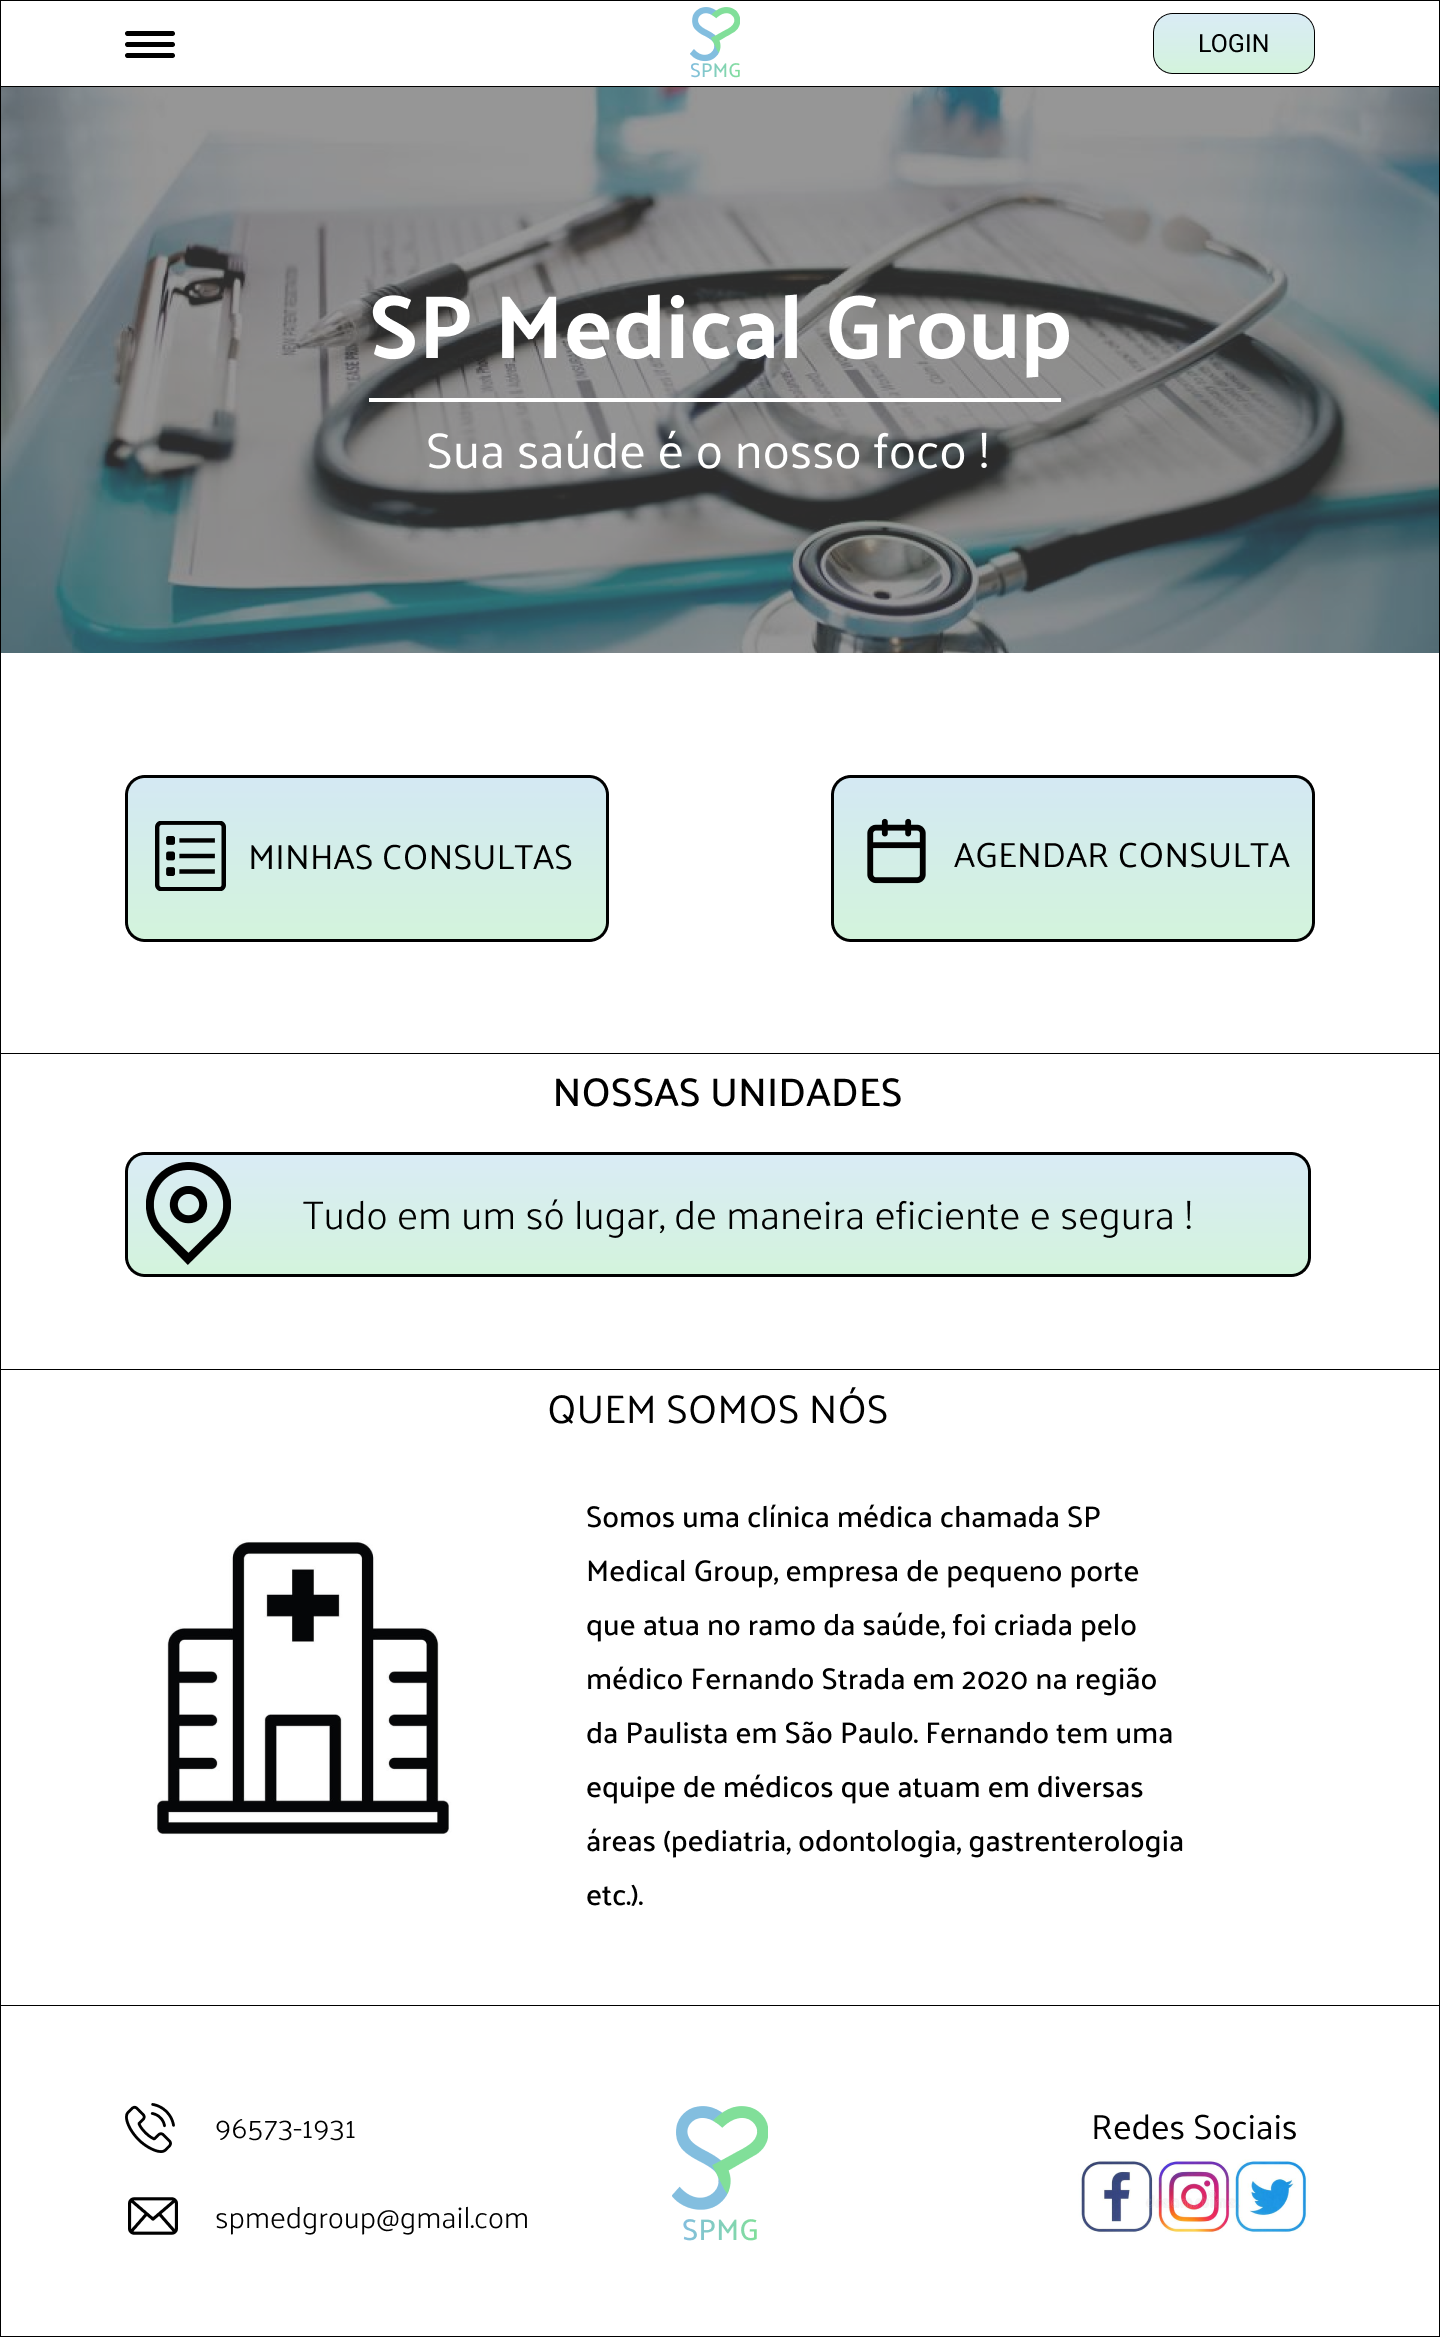 SPMG
LOGIN
SP Medical Group
Sua saúde é o nosso foco !
MINHAS CONSULTAS
AGENDAR CONSULTA
NOSSAS UNIDADES
Tudo em um só lugar, de maneira eficiente e segura !
QUEM SOMOS NÓS
Somos uma clínica médica chamada SP
Medical Group, empresa de pequeno porte
que atua no ramo da saúde, foi criada pelo
médico Fernando Strada em 2020 na região
da Paulista em São Paulo. Fernando tem uma
equipe de médicos que atuam em diversas
áreas (pediatria, odontologia, gastrenterologia
etc.).
96573-1931
spmedgroup@gmail.com
SPMG
Redes Sociais